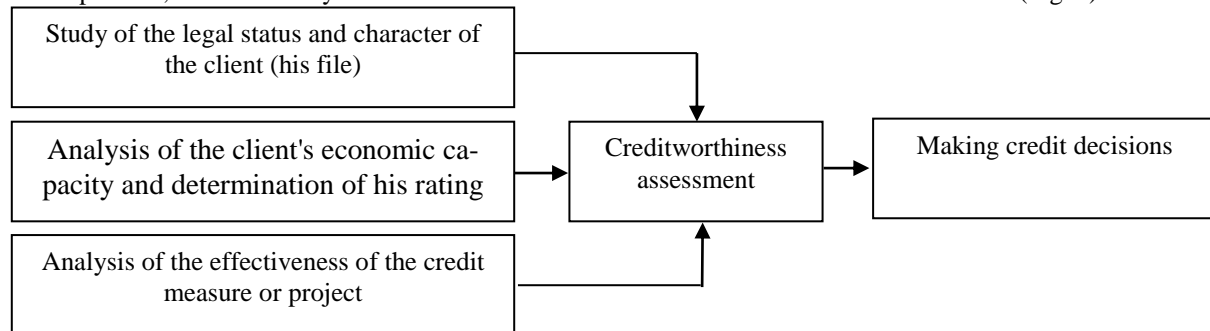 Study of the legal status and character of
the client (his file)
Analysis of the client's economic ca-
pacity and determination of his rating
Analysis of the effectiveness of the credit
measure or project
Creditworthiness
assessment
Making credit decisions